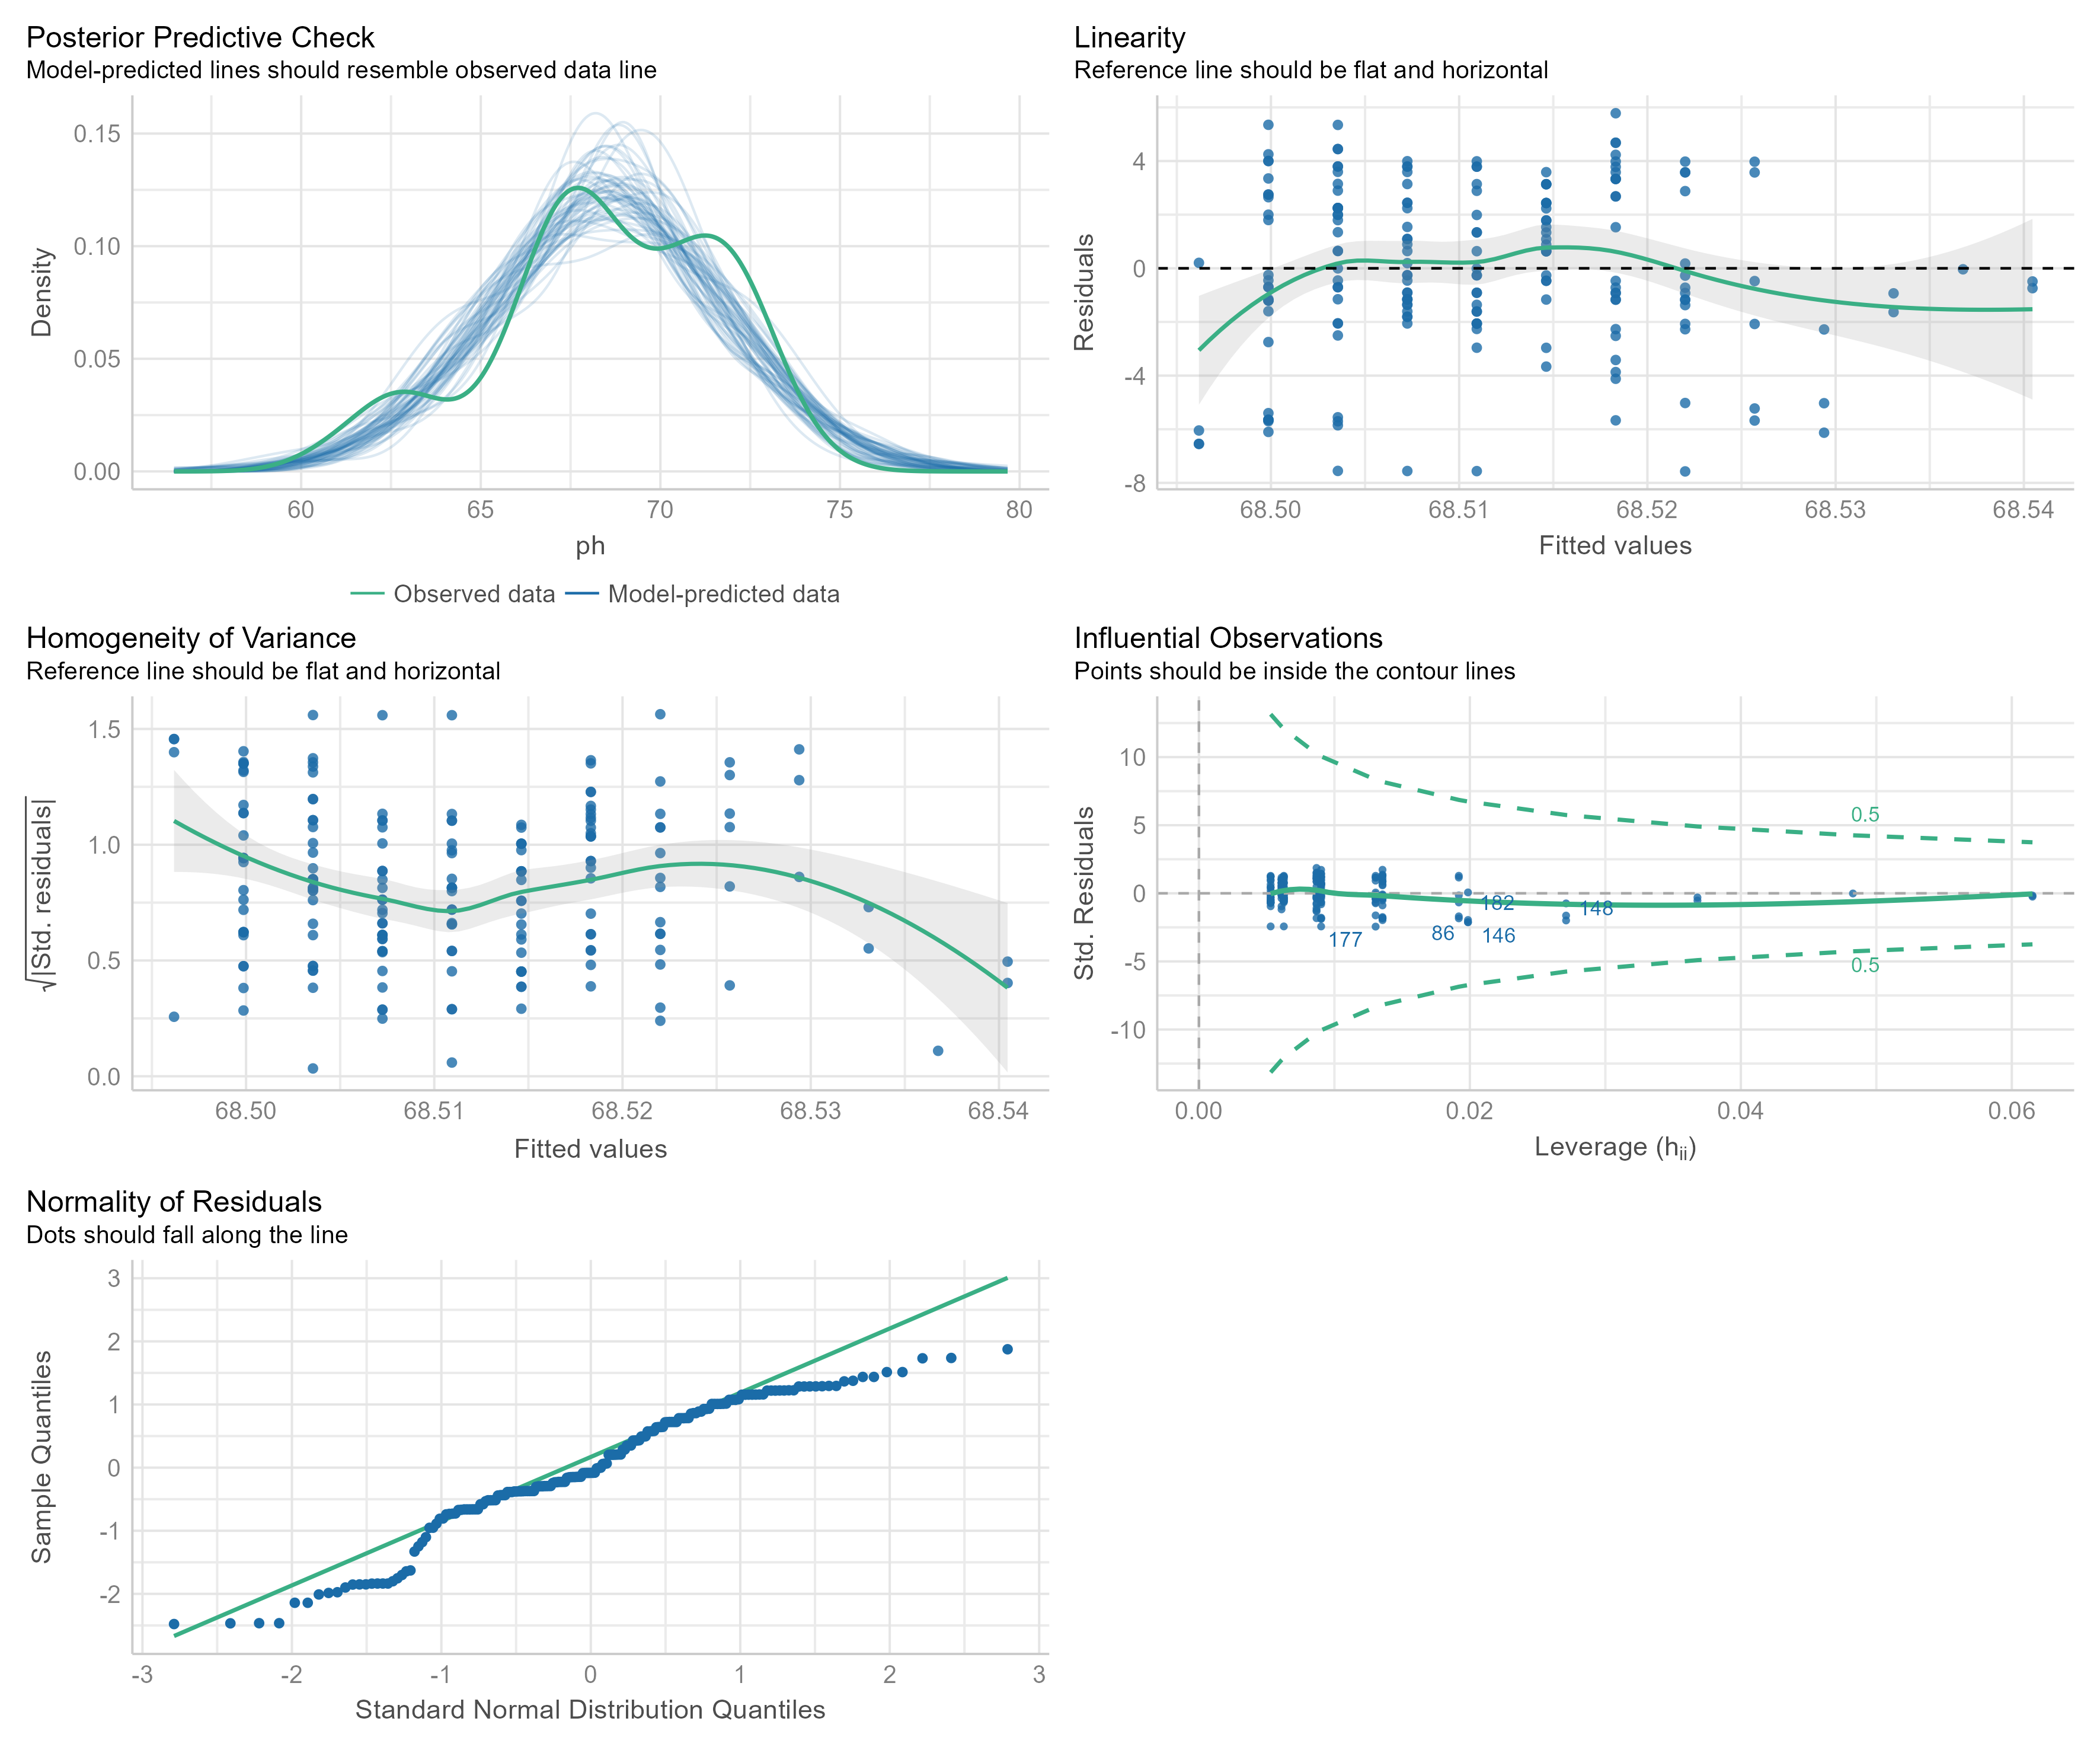 Posterior Predictive Check
Model-predicted lines should resemble observed data line
0.15
0.10
0.05
0.00
Density
60 65 70 75 80
ph
Observed data Model-predicted data
Linearity
Reference line should be flat and horizontal
4
0
-4
-8
Residuals
68.50 68.51 68.52 68.53 68.54
Fitted values
Homogeneity of Variance
Reference line should be flat and horizontal
1.5
1.0
0.5
0.0
√|Std. residuals|
68.50 68.51 68.52 68.53 68.54
Fitted values
Influential Observations
Points should be inside the contour lines
10
5
0
-5
-10
Std. Residuals
0.5
182
148
177
86
146
0.5
0.00 0.02 0.04 0.06
Leverage (hᵢᵢ)
Normality of Residuals
Dots should fall along the line
3
2
1
0
-1
-2
Sample Quantiles
-3 -2 -1 0 1 2 3
Standard Normal Distribution Quantiles